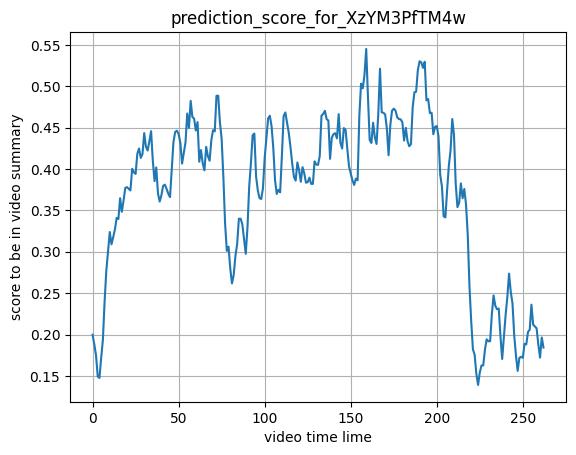 prediction_score_for_XzYM3PfTM4w
score to be in video summary
0.55
0.50
0.45
0.40
0.35
0.30
0.25
0.20
0.15
0 50 100 150 200 250
video time lime